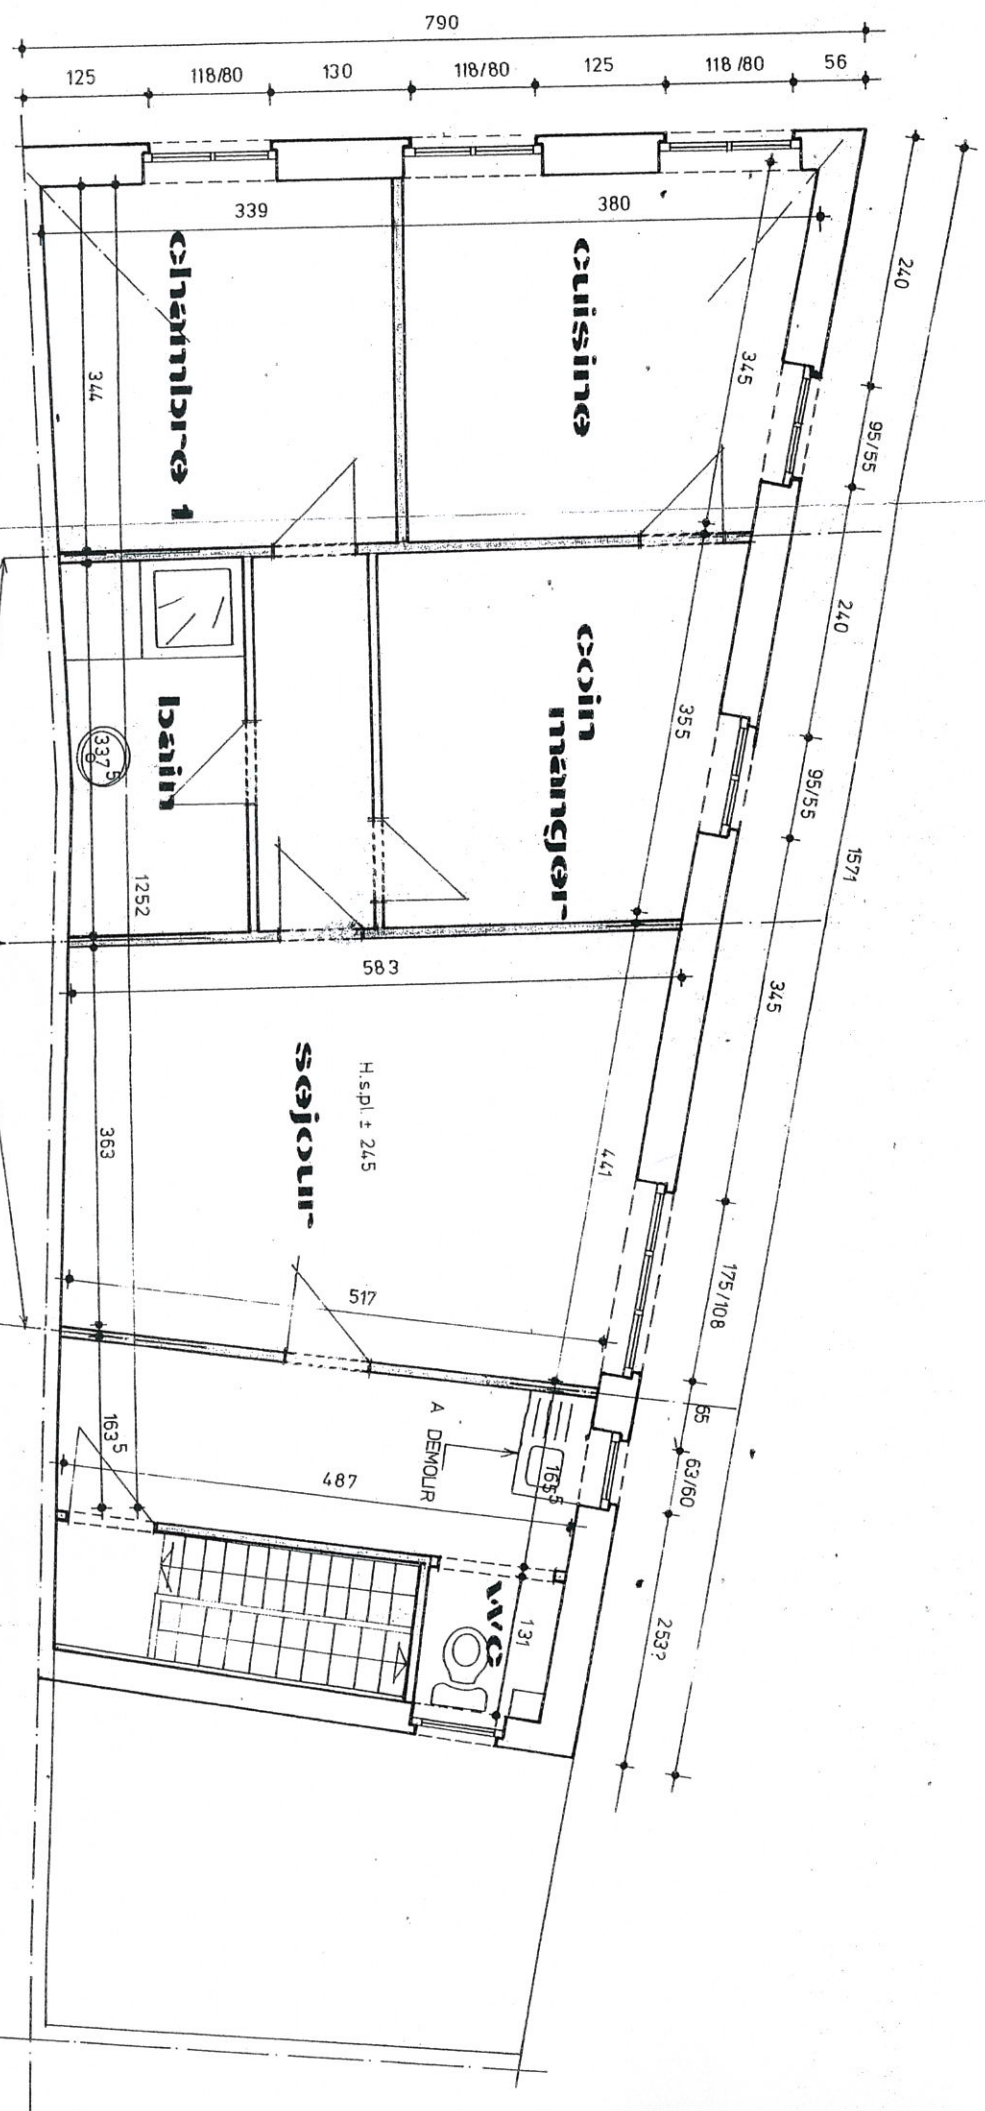 790
125 118/80 130 118/80 125 118/80 56
339 380
240
chambre 1
cuisine
344
345
95/55
240
bain
coin
manger
355
337⁵
95/55
1252
1571
583
345
sejour
H.s.pl. ± 245
363
441
517
175/108
A DEMOLIR
65
163⁵
487
165⁵
63/60
wc
131
253?